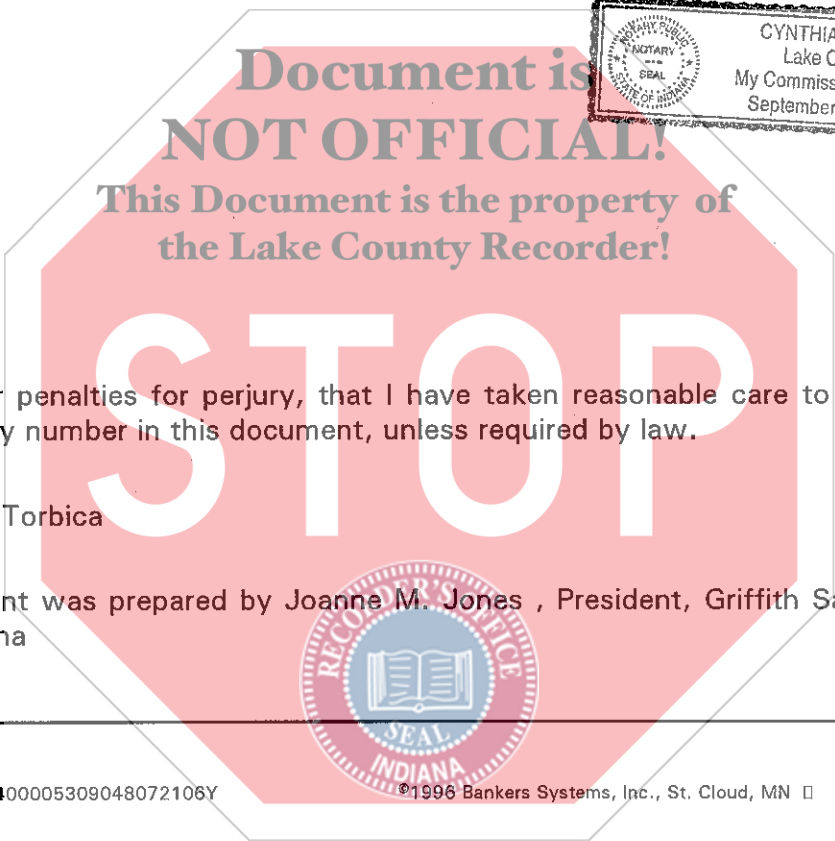 CYNTHIA
Lake C
NOTARY PUBLIC
NOTARY
SEAL
STATE OF INDIANA
My Commiss
September
Document is
NOT OFFICIAL!
This Document is the property of
the Lake County Recorder!
STOP
penalties for perjury, that I have taken reasonable care to
y number in this document, unless required by law.
Torbica
nt was prepared by Joanne M. Jones , President, Griffith Sa
na
RECORDER'S OFFICE
SEAL
INDIANA
400005309048072106Y
©1996 Bankers Systems, Inc., St. Cloud, MN